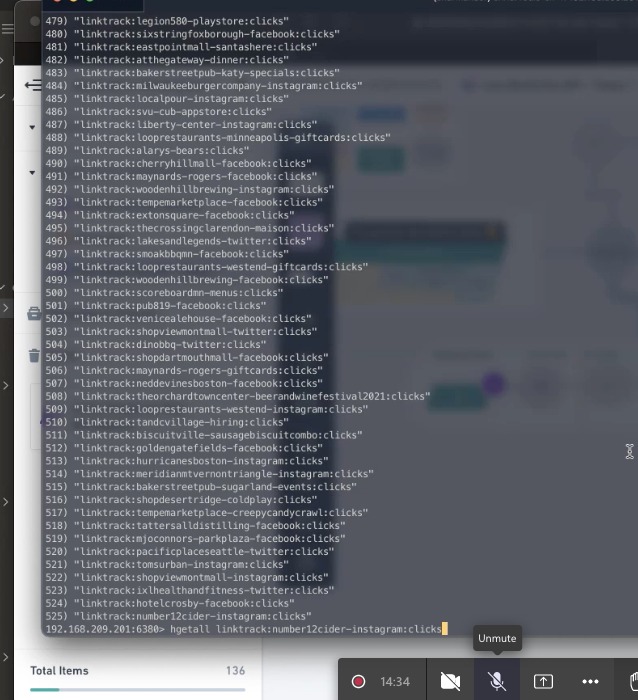 479) "linktrack:legion580-playstore:clicks"
480) "linktrack:sixstringfoxborough-facebook:clicks"
481) "linktrack:eastpointmall-santashere:clicks"
482) "linktrack:atthegateway-dinner:clicks"
483) "linktrack:bakerstreetpub-katy-specials:clicks"
484) "linktrack:milwaukeeburgercompany-instagram:clicks"
485) "linktrack:localpour-instagram:clicks"
486) "linktrack:svu-cub-appstore:clicks"
487) "linktrack:liberty-center-instagram:clicks"
488) "linktrack:looprestaurants-minneapolis-giftcards:clicks"
489) "linktrack:alarys-bears:clicks"
490) "linktrack:cherryhillmall-facebook:clicks"
491) "linktrack:maynards-rogers-facebook:clicks"
492) "linktrack:woodenhillbrewing-instagram:clicks"
493) "linktrack:tempemarketplace-facebook:clicks"
494) "linktrack:extonsquare-facebook:clicks"
495) "linktrack:thecrossingclarendon-maison:clicks"
496) "linktrack:lakesandlegends-twitter:clicks"
497) "linktrack:smoakbbqmn-facebook:clicks"
498) "linktrack:looprestaurants-westend-giftcards:clicks"
499) "linktrack:woodenhillbrewing-facebook:clicks"
500) "linktrack:scoreboardmn-menus:clicks"
501) "linktrack:pub819-facebook:clicks"
502) "linktrack:venicealehouse-facebook:clicks"
503) "linktrack:shopviewmontmall-twitter:clicks"
504) "linktrack:dinobbq-twitter:clicks"
505) "linktrack:shopdartmouthmall-facebook:clicks"
506) "linktrack:maynards-rogers-giftcards:clicks"
507) "linktrack:neddevinesboston-facebook:clicks"
508) "linktrack:theorchardtowncenter-beerandwinefestival2021:clicks"
509) "linktrack:looprestaurants-westend-instagram:clicks"
510) "linktrack:tandcvillage-hiring:clicks"
511) "linktrack:biscuitville-sausagebiscuitcombo:clicks"
512) "linktrack:goldengatefields-facebook:clicks"
513) "linktrack:hurricanesboston-instagram:clicks"
514) "linktrack:meridianmtvernontriangle-instagram:clicks"
515) "linktrack:bakerstreetpub-sugarland-events:clicks"
516) "linktrack:shopdesertridge-coldplay:clicks"
517) "linktrack:tempemarketplace-creepycandycrawl:clicks"
518) "linktrack:tattersalldistilling-facebook:clicks"
519) "linktrack:mjoconnors-parkplaza-facebook:clicks"
520) "linktrack:pacificplaceseattle-twitter:clicks"
521) "linktrack:tomsurban-instagram:clicks"
522) "linktrack:shopviewmontmall-instagram:clicks"
523) "linktrack:ixlhealthandfitness-twitter:clicks"
524) "linktrack:hotelcrosby-facebook:clicks"
525) "linktrack:number12cider-instagram:clicks"
192.168.209.201:6380> hgetall linktrack:number12cider-instagram:clicks
Unmute
Total Items 136
14:34